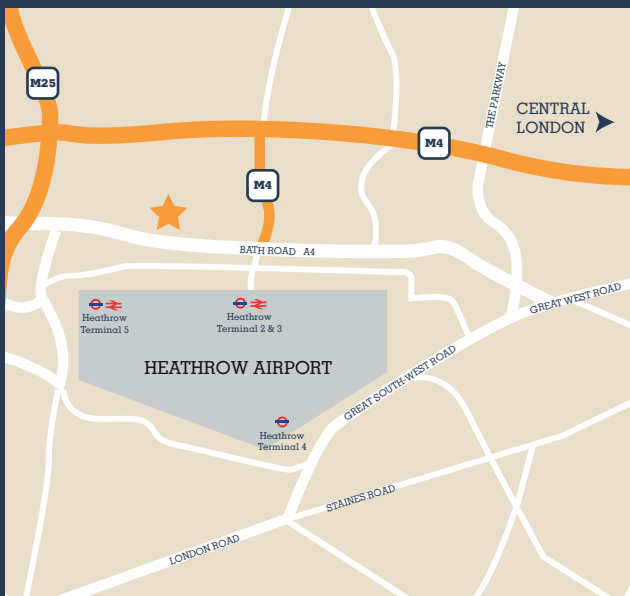 M25
THE PARKWAY
CENTRAL
LONDON
M4
M4
BATH ROAD A4
GREAT WEST ROAD
Heathrow
Terminal 5
Heathrow
Terminal 2 & 3
HEATHROW AIRPORT
GREAT SOUTH-WEST ROAD
Heathrow
Terminal 4
STAINES ROAD
LONDON ROAD